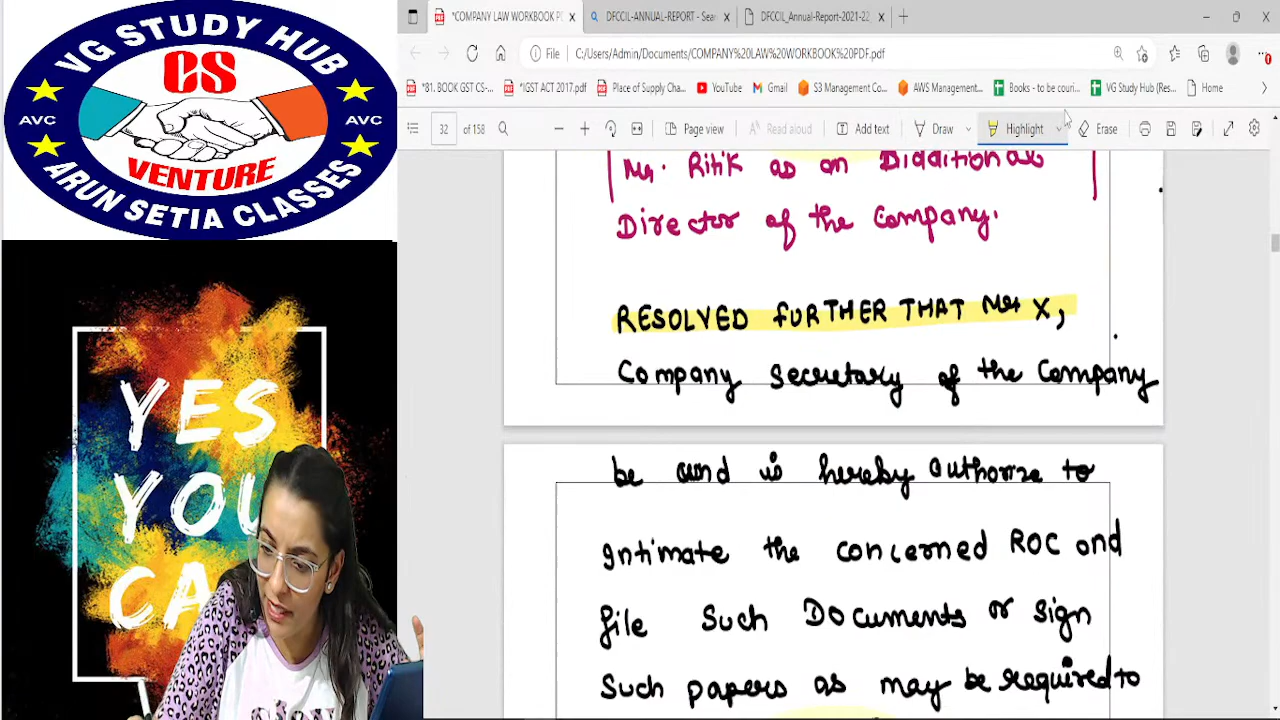 VG STUDY HUB
CS
AVC
AVC
VENTURE
ARUN SETIA CLASSES
YES
YOU
CA
*COMPANY LAW WORKBOOK
DFCCIL-ANNUAL-REPORT - Sear
DFCCIL_Annual-Report-2021-22
File
C:/Users/Admin/Documents/COMPANY%20LAW%20WORKBOOK%20PDF.pdf
*81. BOOK GST C
*IGST ACT 2017.pdf
Place of Supply Cha...
YouTube
Gmail
S3 Management Co...
AWS Management...
Books - to be couri...
VG Study Hub (Res...
Home
32 of 158
Page view
Read aloud
Add text
Draw
Highlight
Erase
Mr. Ritik as an Additional
Director of the Company.
RESOLVED FURTHER THAT Mr X,
Company Secretary of the Company
be and is hereby authorize to
Intimate the concerned ROC and
file Such Documents or sign
Such papers as may be required to